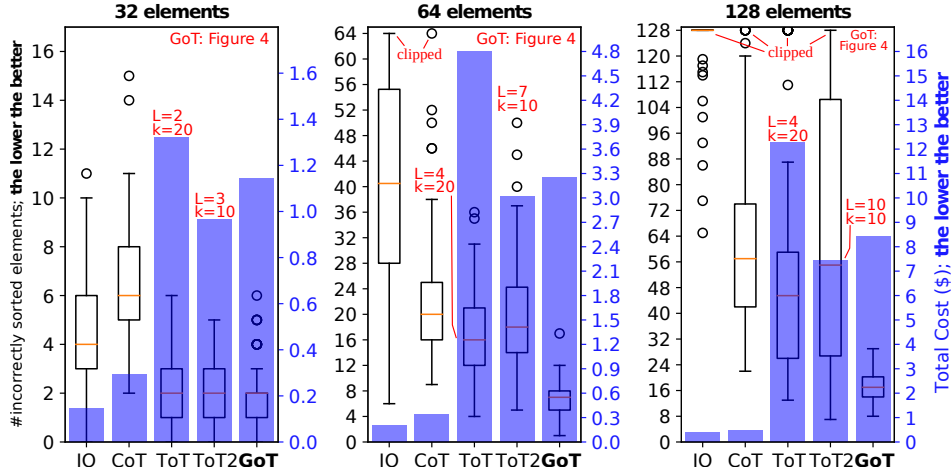 32 elements
64 elements
128 elements
#incorrectly sorted elements; the lower the better
16
14
12
10
8
6
4
2
0
GoT: Figure 4
L=2
k=20
L=3
k=10
1.6
1.4
1.2
1.0
0.8
0.6
0.4
0.2
0.0
IO
CoT
ToT
ToT2
GoT
64
60
56
52
48
44
40
36
32
28
24
20
16
12
8
4
0
clipped
GoT: Figure 4
L=4
k=20
L=7
k=10
4.8
4.5
4.2
3.9
3.6
3.3
3.0
2.7
2.4
2.1
1.8
1.5
1.2
0.9
0.6
0.3
0.0
IO
CoT
ToT
ToT2
GoT
128
120
112
104
96
88
80
72
64
56
48
40
32
24
16
8
0
GoT:
Figure 4
clipped
L=4
k=20
L=10
k=10
16
15
14
13
12
11
10
9
8
7
6
5
4
3
2
1
0
IO
CoT
ToT
ToT2
GoT
Total Cost ($); the lower the better